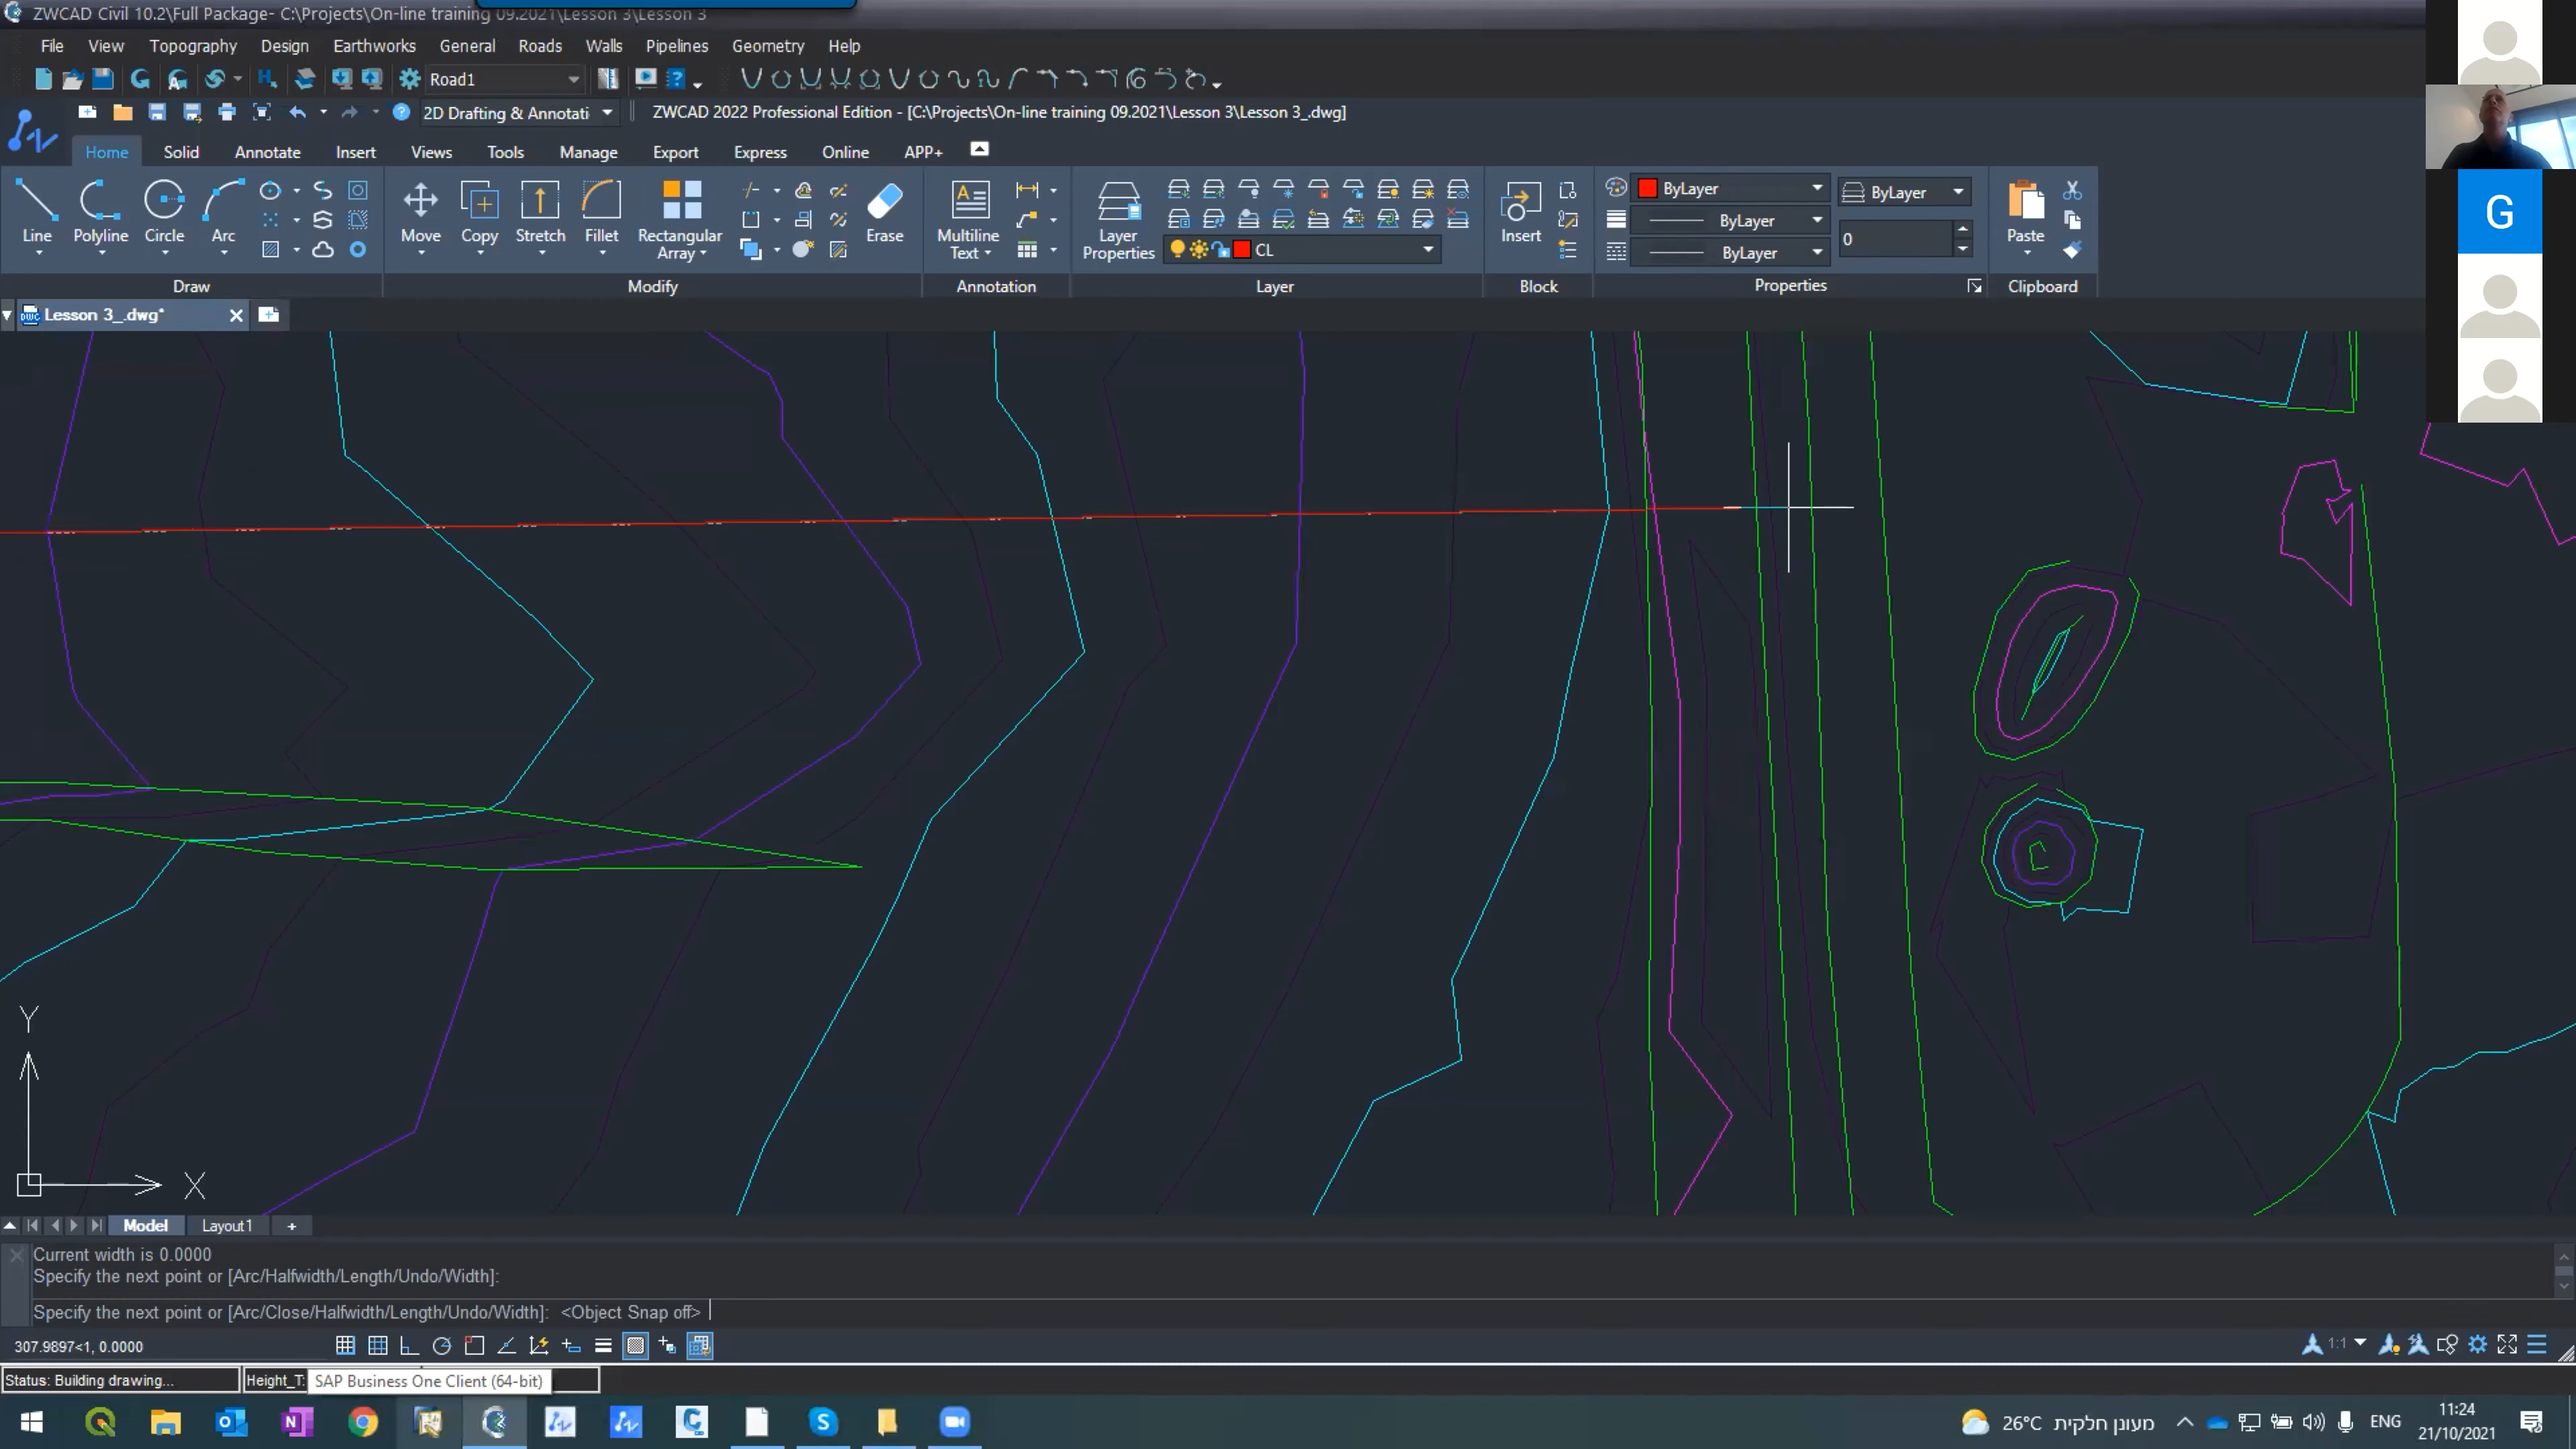 ZWCAD Civil 10.2\Full Package- C:\Projects\On-line training 09.2021\Lesson 3\Lesson 3
File View Topography Design Earthworks General Roads Walls Pipelines Geometry Help
Road1
2D Drafting & Annotati ZWCAD 2022 Professional Edition - [C:\Projects\On-line training 09.2021\Lesson 3\Lesson 3_.dwg]
Home Solid Annotate Insert Views Tools Manage Export Express Online APP+
G
ByLayer ByLayer
Line Polyline Circle Arc Move Copy Stretch Fillet Rectangular Array Erase Multiline Text Layer Properties Insert ByLayer 0 Paste
CL ByLayer
Draw Modify Annotation Layer Block Properties Clipboard
Lesson 3_.dwg*
Y
X
Model Layout1 +
Current width is 0.0000
Specify the next point or [Arc/Halfwidth/Length/Undo/Width]:
Specify the next point or [Arc/Close/Halfwidth/Length/Undo/Width]: <Object Snap off>
307.9897<1, 0.0000 1:1
Status: Building drawing... Height_T: SAP Business One Client (64-bit)
26°C מעונן חלקית ENG 11:24
21/10/2021